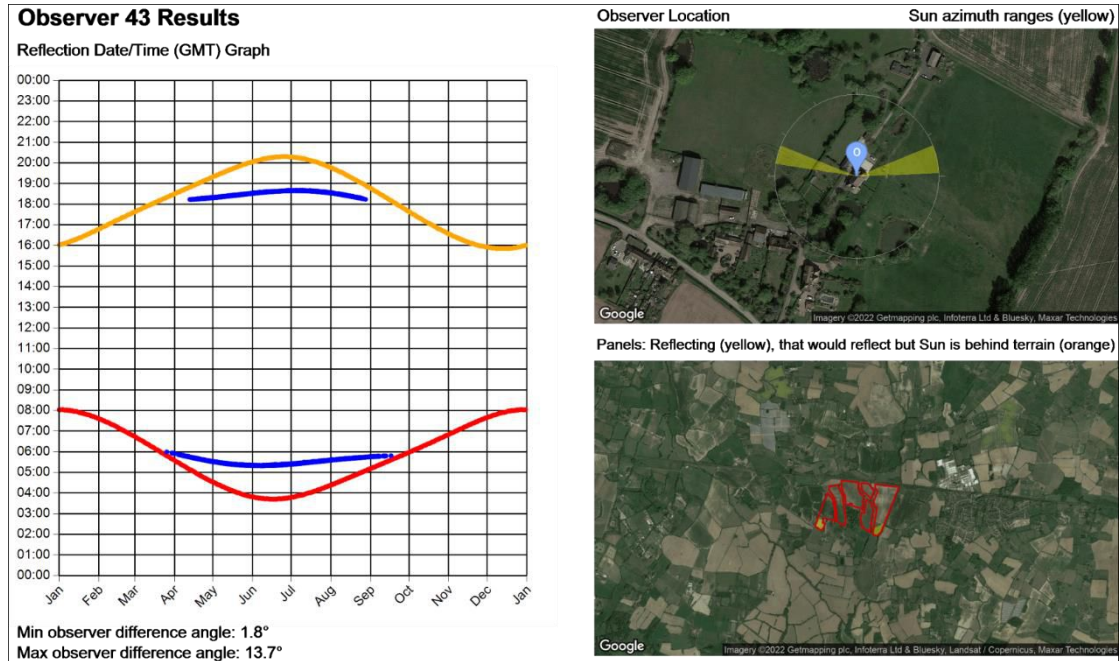 Observer 43 Results
Reflection Date/Time (GMT) Graph
00:00
23:00
22:00
21:00
20:00
19:00
18:00
17:00
16:00
15:00
14:00
13:00
12:00
11:00
10:00
09:00
08:00
07:00
06:00
05:00
04:00
03:00
02:00
01:00
00:00
Jan Feb Mar Apr May Jun Jul Aug Sep Oct Nov Dec Jan
Min observer difference angle: 1.8°
Max observer difference angle: 13.7°
Observer Location Sun azimuth ranges (yellow)
O
Google
Imagery ©2022 Getmapping plc, Infoterra Ltd & Bluesky, Maxar Technologies
Panels: Reflecting (yellow), that would reflect but Sun is behind terrain (orange)
Google
Imagery ©2022 Getmapping plc, Infoterra Ltd & Bluesky, Landsat / Copernicus, Maxar Technologies